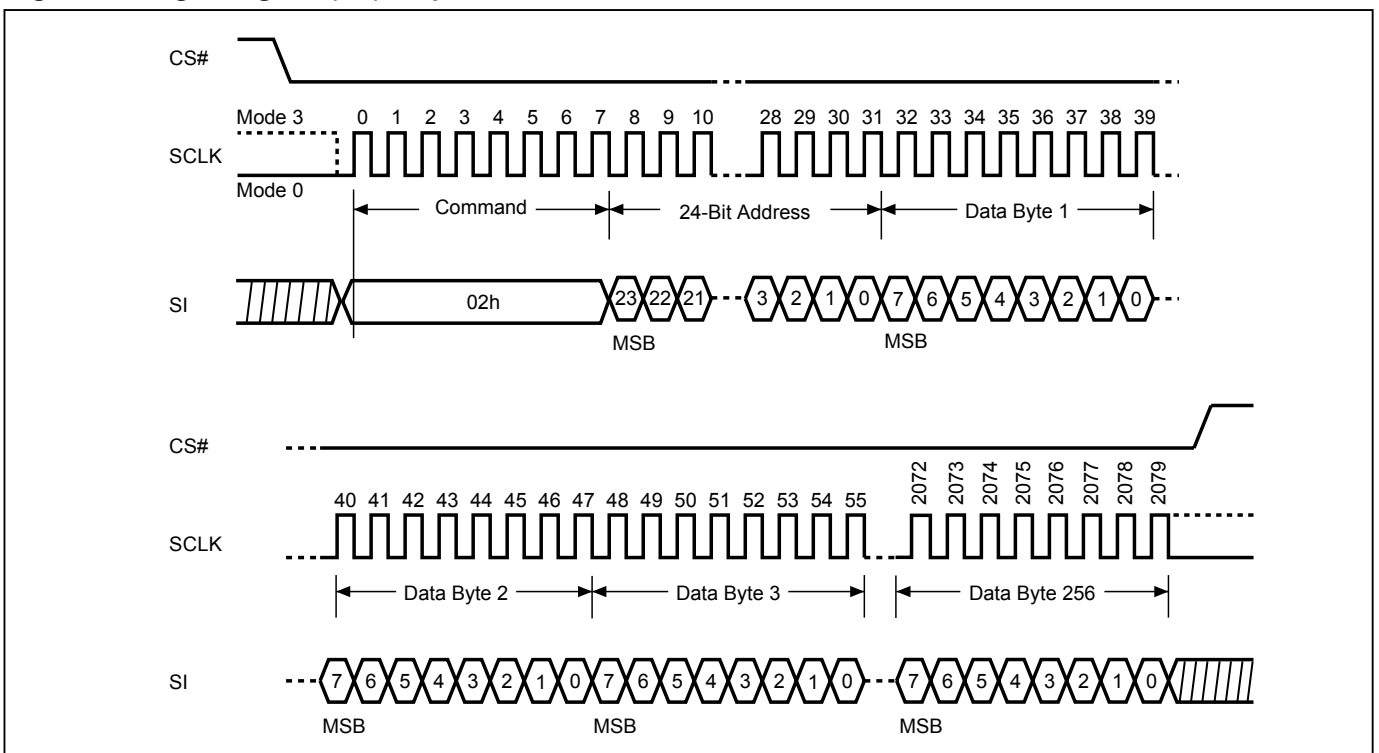 CS#
Mode 3
0 1 2 3 4 5 6 7 8 9 10 28 29 30 31 32 33 34 35 36 37 38 39
SCLK
Mode 0
Command 24-Bit Address Data Byte 1
SI 02h 23 22 21 3 2 1 0 7 6 5 4 3 2 1 0
MSB MSB
CS#
40 41 42 43 44 45 46 47 48 49 50 51 52 53 54 55 2072 2073 2074 2075 2076 2077 2078 2079
SCLK
Data Byte 2 Data Byte 3 Data Byte 256
SI 7 6 5 4 3 2 1 0 7 6 5 4 3 2 1 0 7 6 5 4 3 2 1 0
MSB MSB MSB